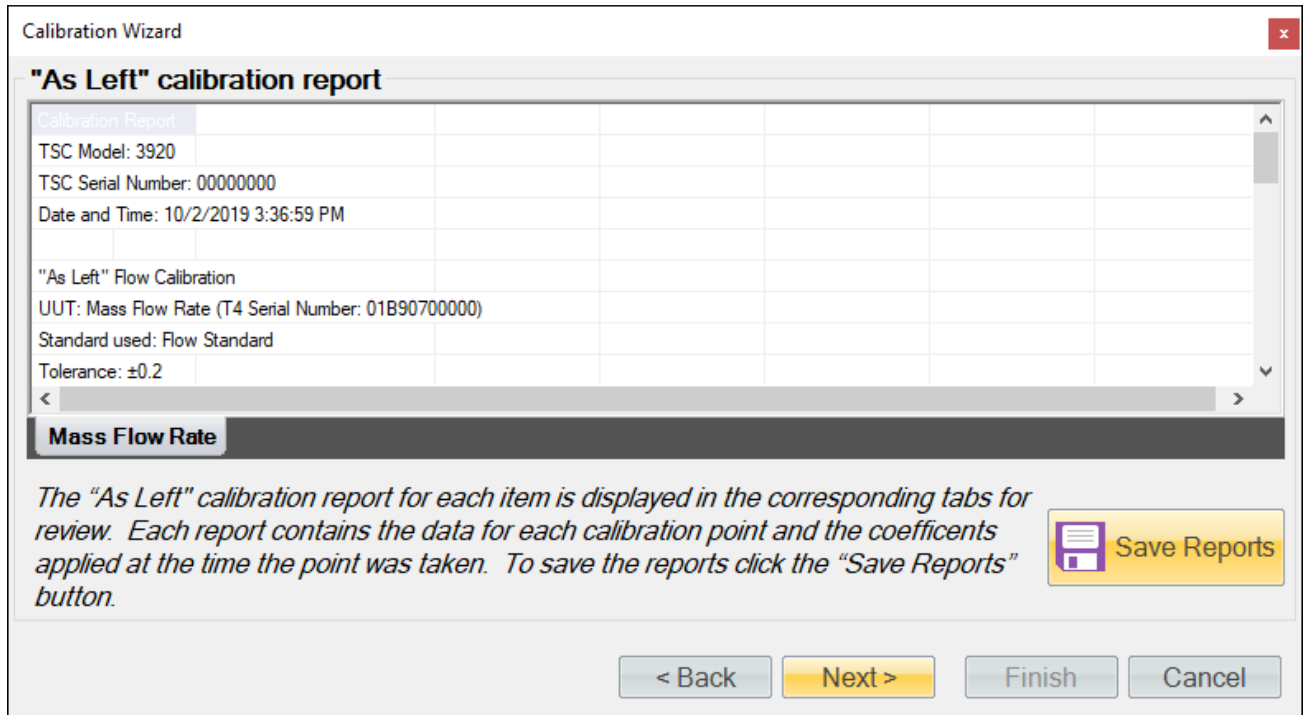 Calibration Wizard
x
"As Left" calibration report
Calibration Report
TSC Model: 3920
TSC Serial Number: 00000000
Date and Time: 10/2/2019 3:36:59 PM
"As Left" Flow Calibration
UUT: Mass Flow Rate (T4 Serial Number: 01B90700000)
Standard used: Flow Standard
Tolerance: ±0.2
Mass Flow Rate
The “As Left" calibration report for each item is displayed in the corresponding tabs for
review.  Each report contains the data for each calibration point and the coefficents
applied at the time the point was taken.  To save the reports click the “Save Reports”
button.
Save Reports
< Back
Next >
Finish
Cancel